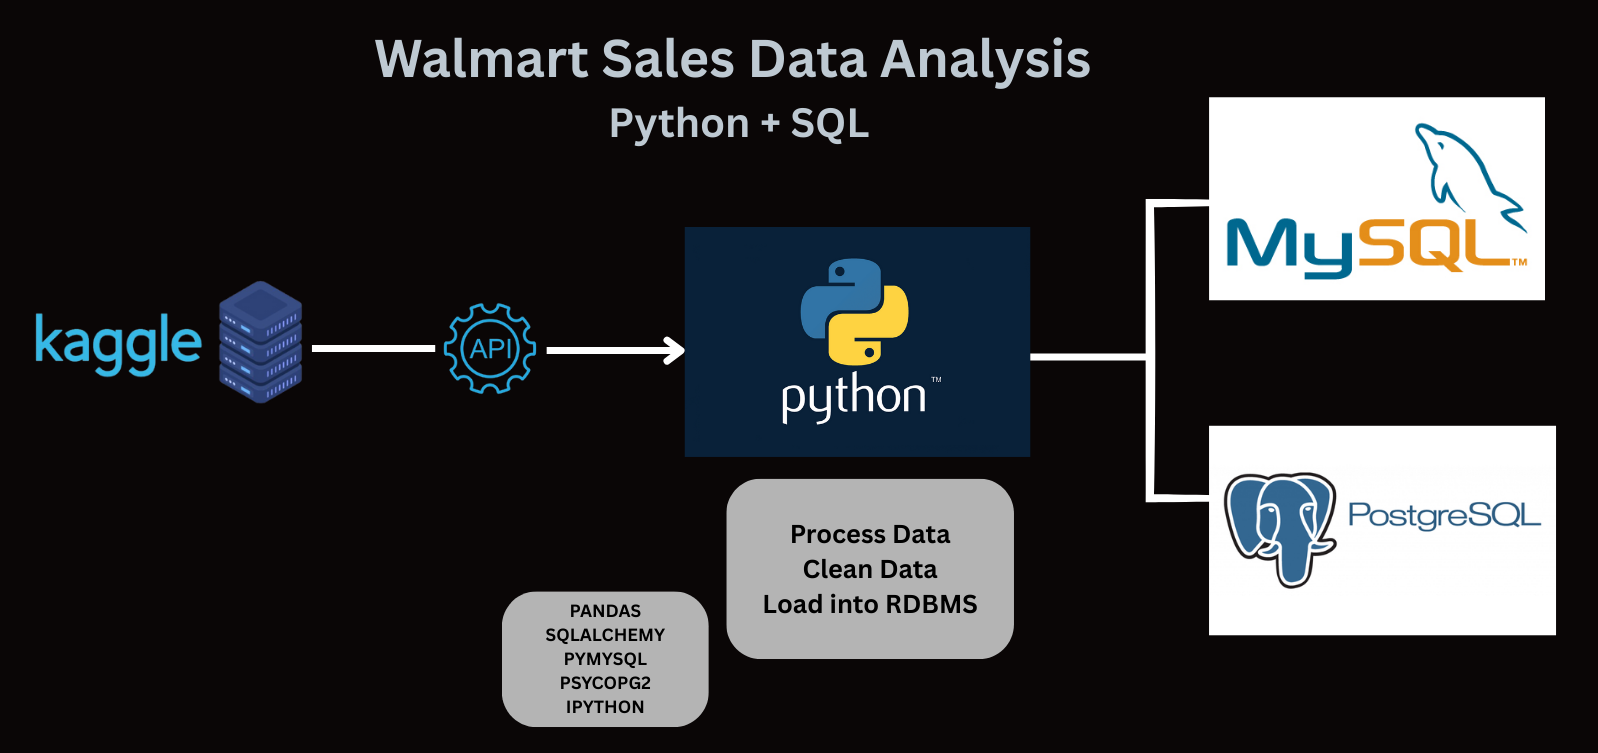 Walmart Sales Data Analysis
Python + SQL
kaggle
API
python™
MySQL™
PostgreSQL
Process Data
Clean Data
Load into RDBMS
PANDAS
SQLALCHEMY
PYMYSQL
PSYCOPG2
IPYTHON